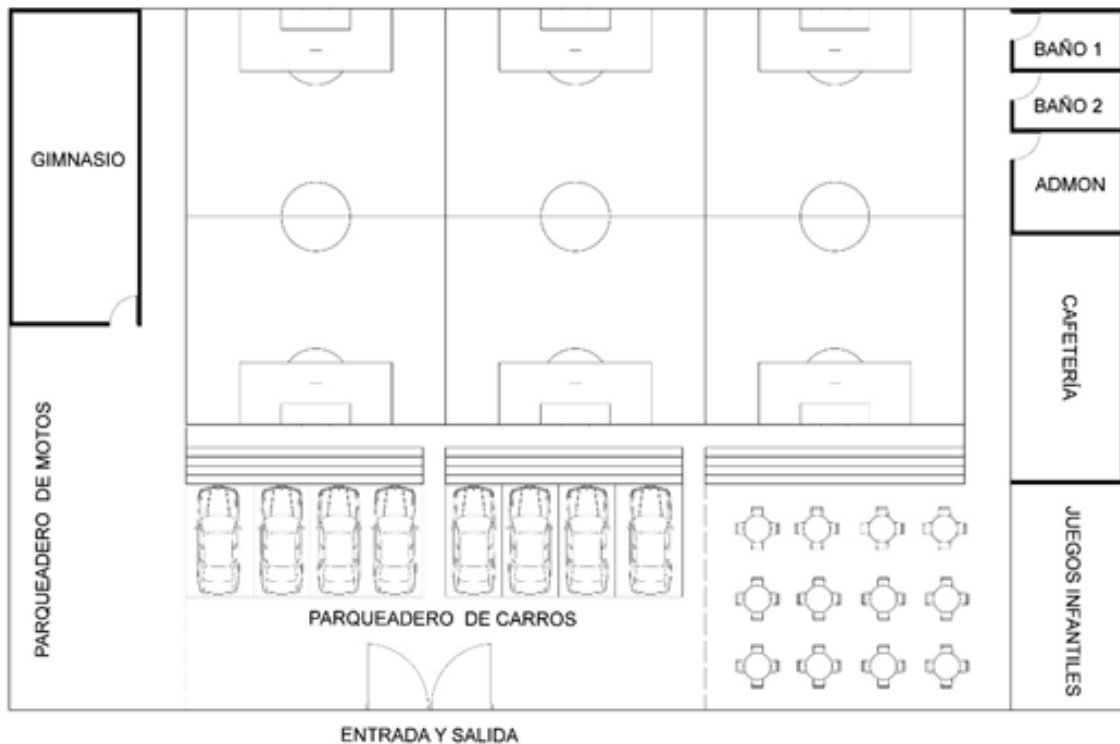 BAÑO 1
BAÑO 2
GIMNASIO
ADMON
CAFETERÍA
PARQUEADERO DE MOTOS
JUEGOS INFANTILES
PARQUEADERO DE CARROS
ENTRADA Y SALIDA